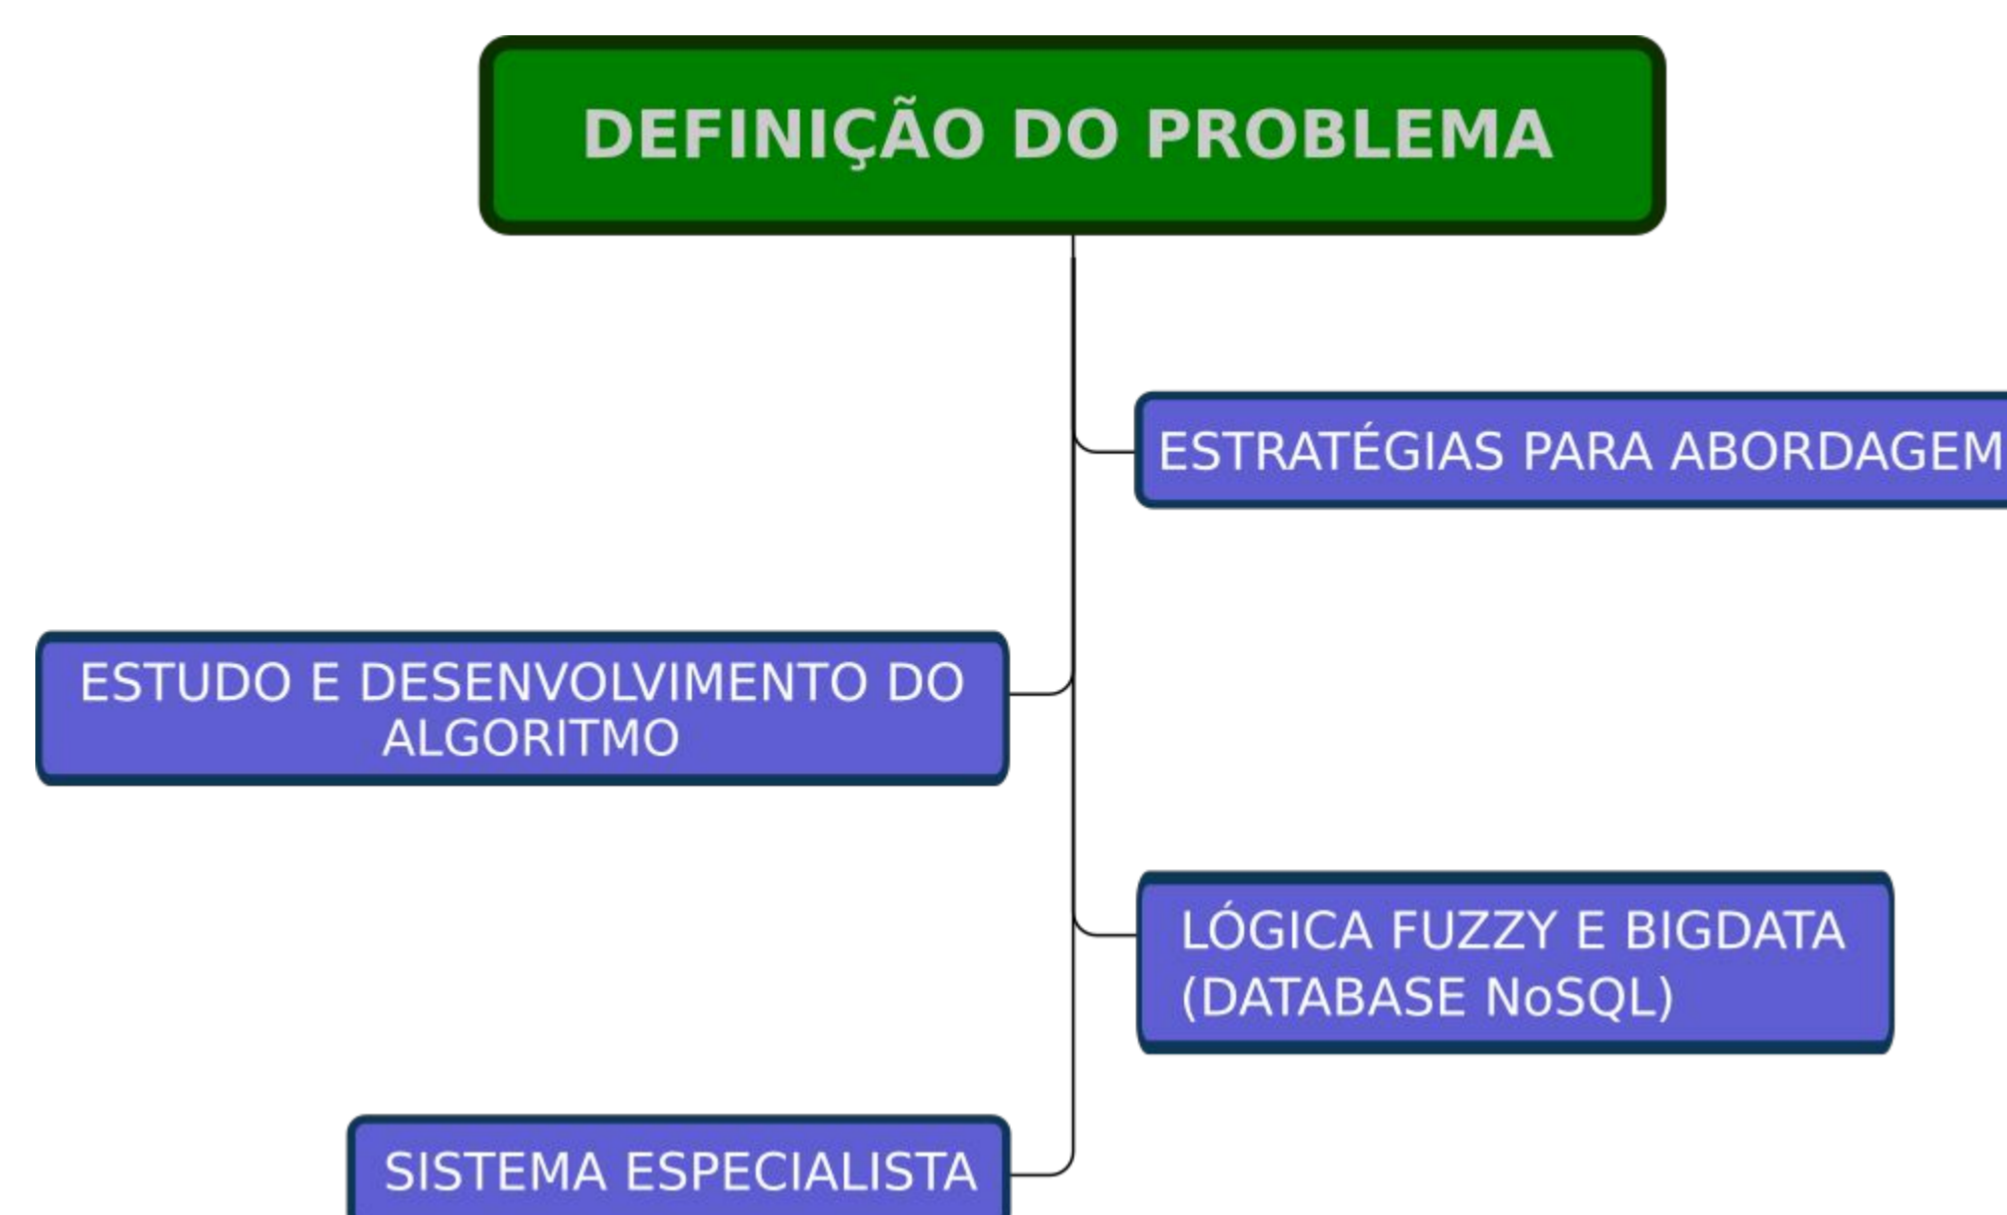 DEFINIÇÃO DO PROBLEMA
ESTRATÉGIAS PARA ABORDAGEM
ESTUDO E DESENVOLVIMENTO DO
ALGORITMO
LÓGICA FUZZY E BIGDATA
(DATABASE NoSQL)
SISTEMA ESPECIALISTA